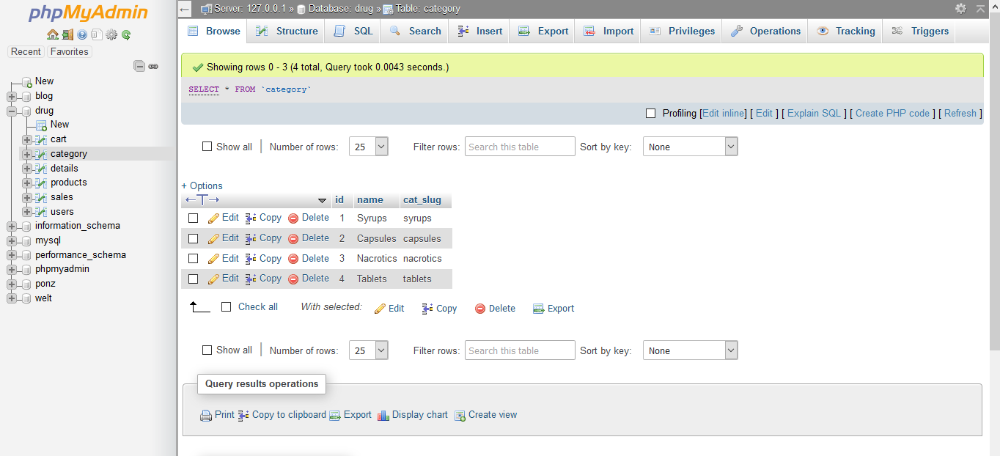 phpMyAdmin
Recent Favorites
New
blog
drug
New
cart
category
details
products
sales
users
information_schema
mysql
performance_schema
phpmyadmin
ponz
welt
Server: 127.0.0.1 » Database: drug » Table: category
Browse Structure SQL Search Insert Export Import Privileges Operations Tracking Triggers
Showing rows 0 - 3 (4 total, Query took 0.0043 seconds.)
SELECT * FROM `category`
Profiling [Edit inline] [ Edit ] [ Explain SQL ] [ Create PHP code ] [ Refresh ]
Show all Number of rows: 25 Filter rows: Search this table Sort by key: None
+ Options
←T→ id name cat_slug
Edit Copy Delete 1 Syrups syrups
Edit Copy Delete 2 Capsules capsules
Edit Copy Delete 3 Nacrotics nacrotics
Edit Copy Delete 4 Tablets tablets
Check all With selected: Edit Copy Delete Export
Show all Number of rows: 25 Filter rows: Search this table Sort by key: None
Query results operations
Print Copy to clipboard Export Display chart Create view